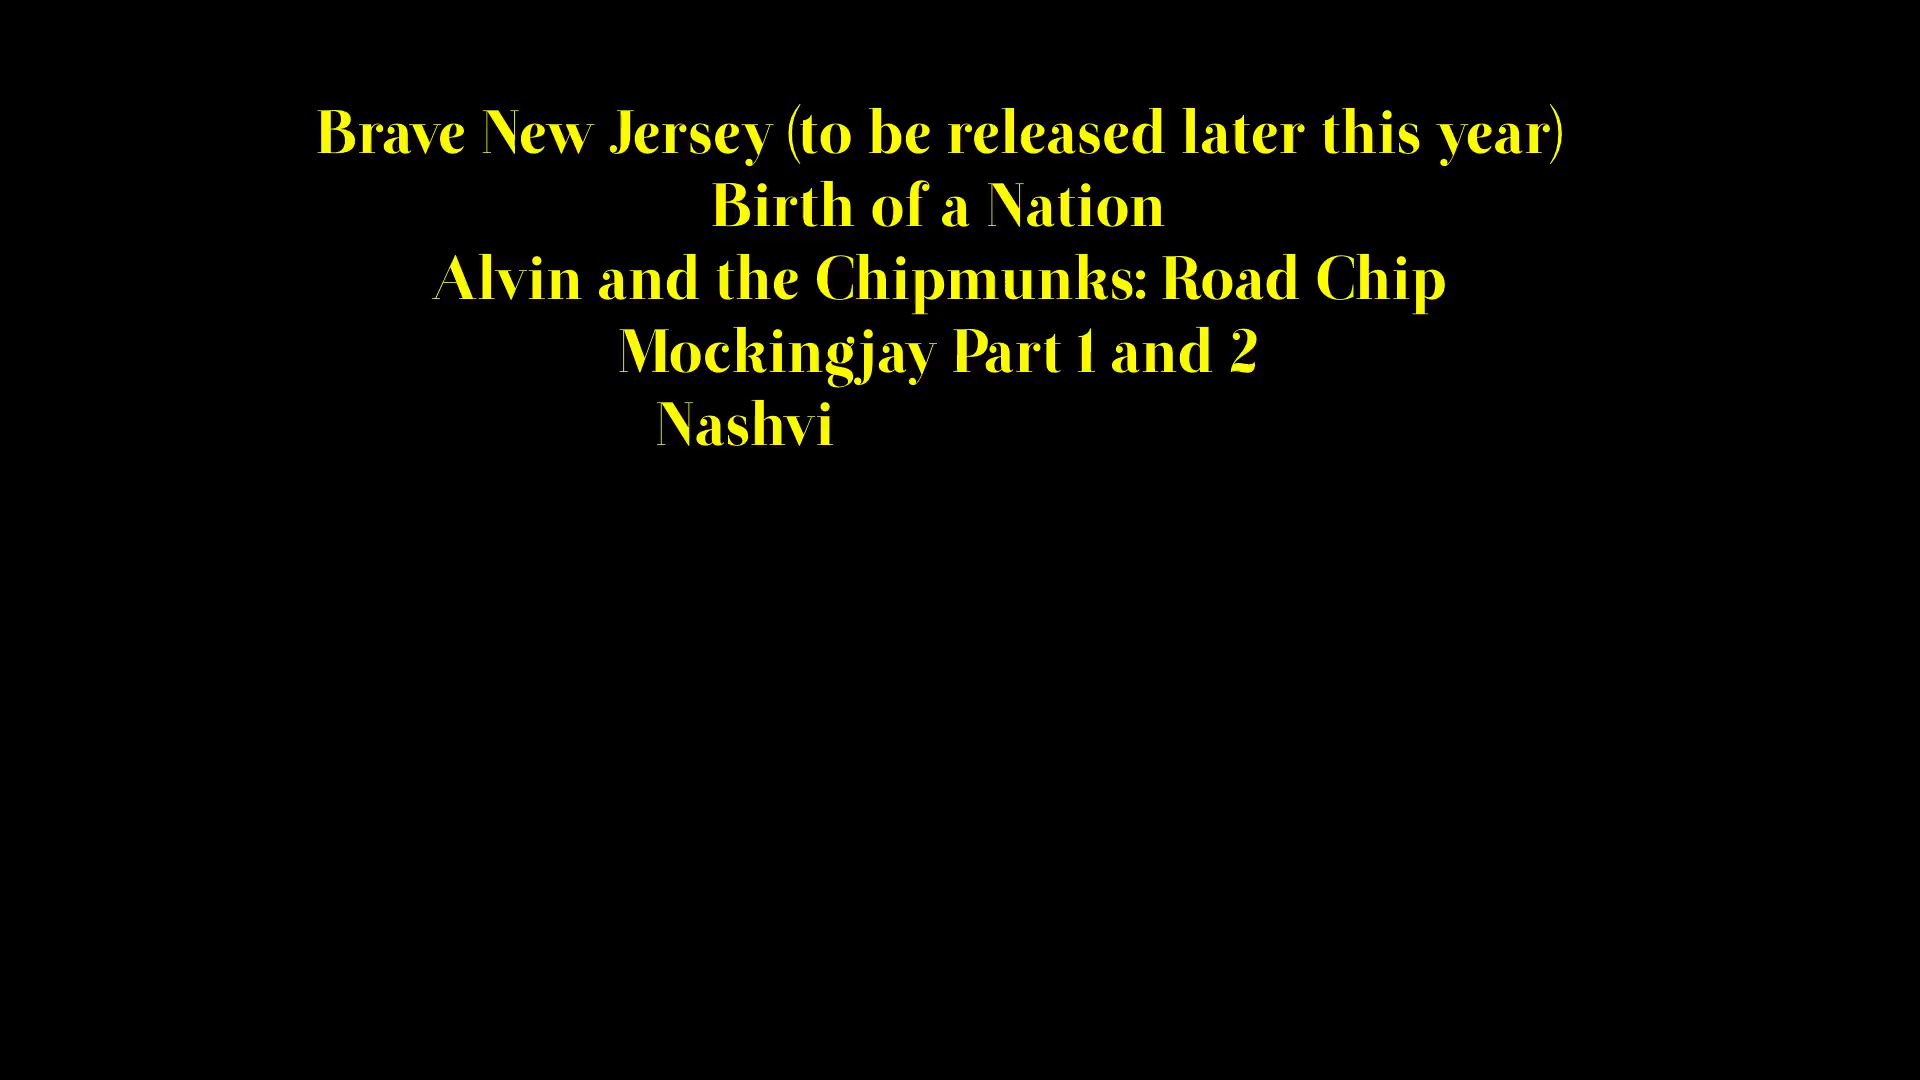 Brave New Jersey (to be released later this year)
Birth of a Nation
Alvin and the Chipmunks: Road Chip
Mockingjay Part 1 and 2
Nashvi